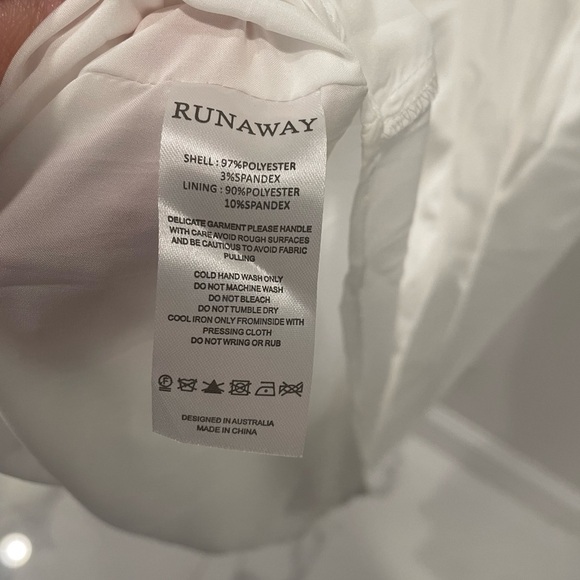 RUNAWAY
SHELL : 97%POLYESTER
3%SPANDEX
LINING : 90%POLYESTER
10%SPANDEX
DELICATE GARMENT PLEASE HANDLE
WITH CARE AVOID ROUGH SURFACES
AND BE CAUTIOUS TO AVOID FABRIC
PULLING
COLD HAND WASH ONLY
DO NOT MACHINE WASH
DO NOT BLEACH
DO NOT TUMBLE DRY
COOL IRON ONLY FROMINSIDE WITH
PRESSING CLOTH
DO NOT WRING OR RUB
DESIGNED IN AUSTRALIA
MADE IN CHINA